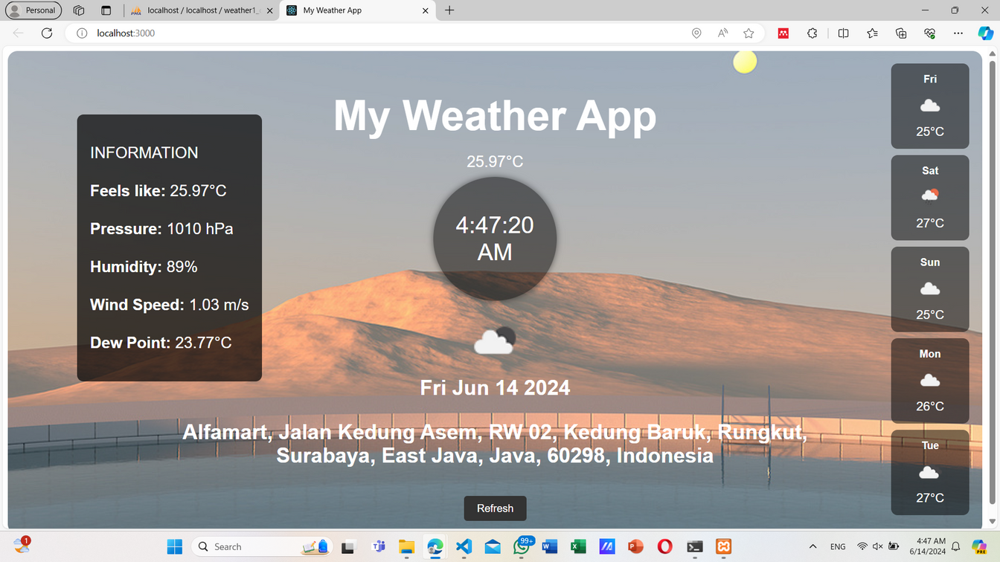 Personal
localhost / localhost / weather1_
My Weather App
localhost:3000
My Weather App
25.97°C
4:47:20
AM
Fri Jun 14 2024
Alfamart, Jalan Kedung Asem, RW 02, Kedung Baruk, Rungkut,
Surabaya, East Java, Java, 60298, Indonesia
Refresh
INFORMATION
Feels like: 25.97°C
Pressure: 1010 hPa
Humidity: 89%
Wind Speed: 1.03 m/s
Dew Point: 23.77°C
Fri
25°C
Sat
27°C
Sun
25°C
Mon
26°C
Tue
27°C
1
Search
99+
ENG
4:47 AM
6/14/2024